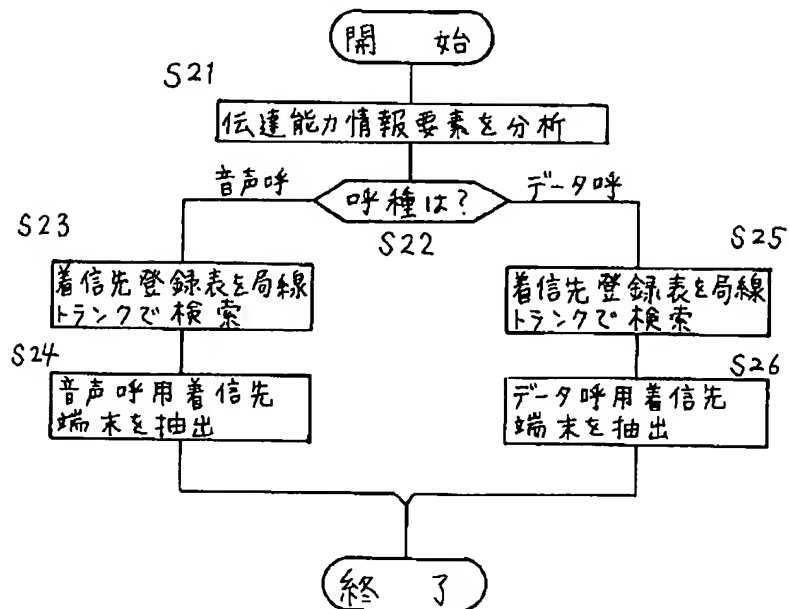 開 始
S21
伝達能力情報要素を分析
音声呼
データ呼
呼種は?
S22
S23
着信先登録表を局線
トランクで検索
S24
音声呼用着信先
端末を抽出
S25
着信先登録表を局線
トランクで検索
S26
データ呼用着信先
端末を抽出
終 了